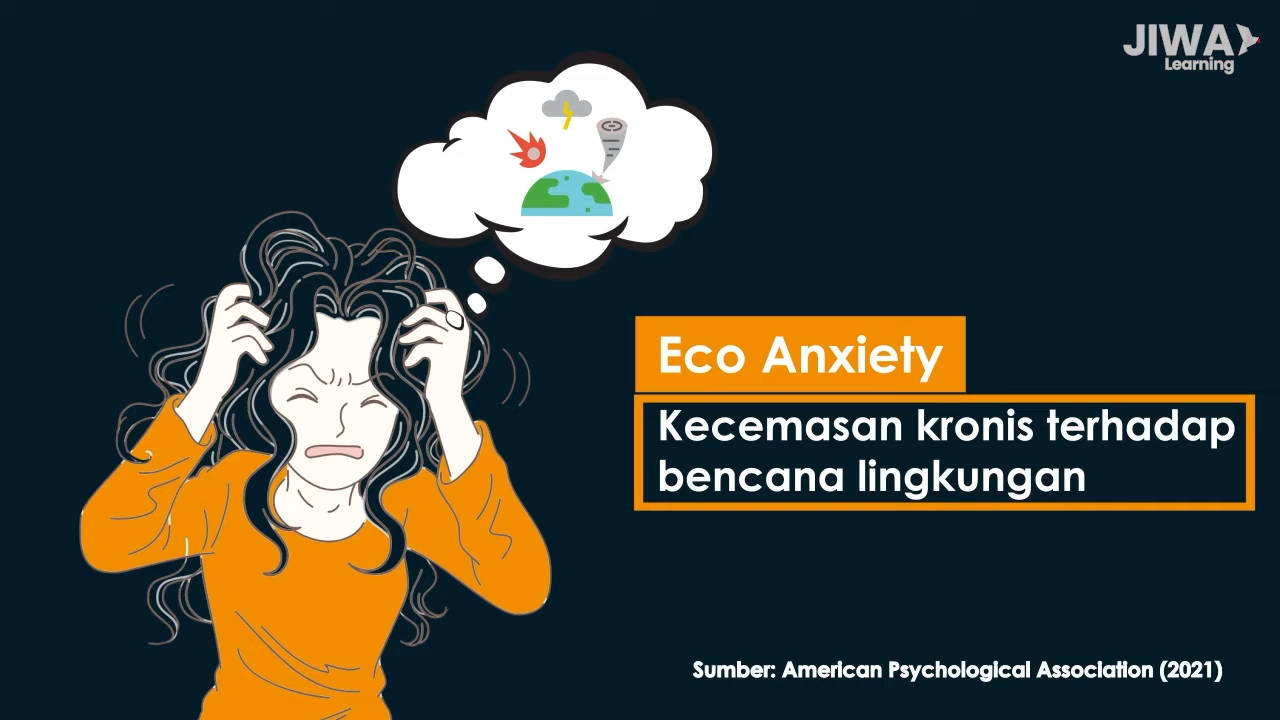 JIWA
Learning
Eco Anxiety
Kecemasan kronis terhadap
bencana lingkungan
Sumber: American Psychological Association (2021)